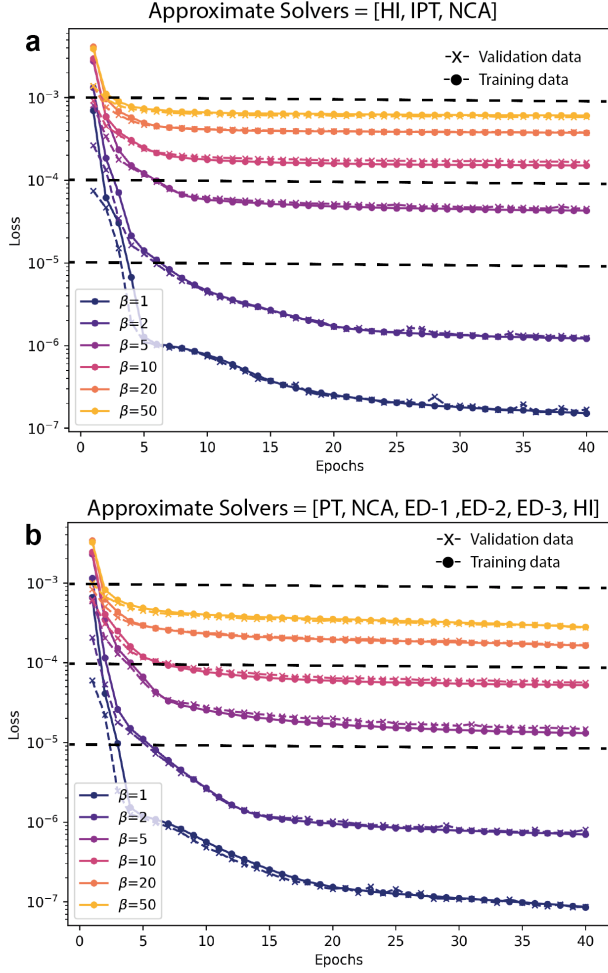 Approximate Solvers = [HI, IPT, NCA]
a
Validation data
Training data
10⁻³
10⁻⁴
10⁻⁵
10⁻⁶
10⁻⁷
Loss
β=1
β=2
β=5
β=10
β=20
β=50
0 5 10 15 20 25 30 35 40
Epochs
Approximate Solvers = [PT, NCA, ED-1 ,ED-2, ED-3, HI]
b
Validation data
Training data
10⁻³
10⁻⁴
10⁻⁵
10⁻⁶
10⁻⁷
Loss
β=1
β=2
β=5
β=10
β=20
β=50
0 5 10 15 20 25 30 35 40
Epochs